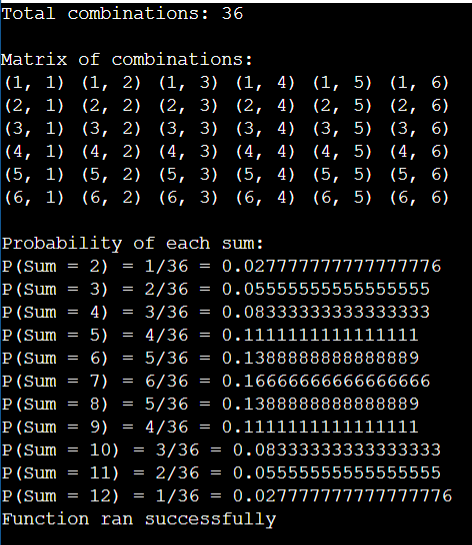 Total combinations: 36
Matrix of combinations:
(1, 1) (1, 2) (1, 3) (1, 4) (1, 5) (1, 6)
(2, 1) (2, 2) (2, 3) (2, 4) (2, 5) (2, 6)
(3, 1) (3, 2) (3, 3) (3, 4) (3, 5) (3, 6)
(4, 1) (4, 2) (4, 3) (4, 4) (4, 5) (4, 6)
(5, 1) (5, 2) (5, 3) (5, 4) (5, 5) (5, 6)
(6, 1) (6, 2) (6, 3) (6, 4) (6, 5) (6, 6)
Probability of each sum:
P(Sum = 2) = 1/36 = 0.027777777777777776
P(Sum = 3) = 2/36 = 0.05555555555555555
P(Sum = 4) = 3/36 = 0.08333333333333333
P(Sum = 5) = 4/36 = 0.1111111111111111
P(Sum = 6) = 5/36 = 0.1388888888888889
P(Sum = 7) = 6/36 = 0.16666666666666666
P(Sum = 8) = 5/36 = 0.1388888888888889
P(Sum = 9) = 4/36 = 0.1111111111111111
P(Sum = 10) = 3/36 = 0.08333333333333333
P(Sum = 11) = 2/36 = 0.05555555555555555
P(Sum = 12) = 1/36 = 0.027777777777777776
Function ran successfully